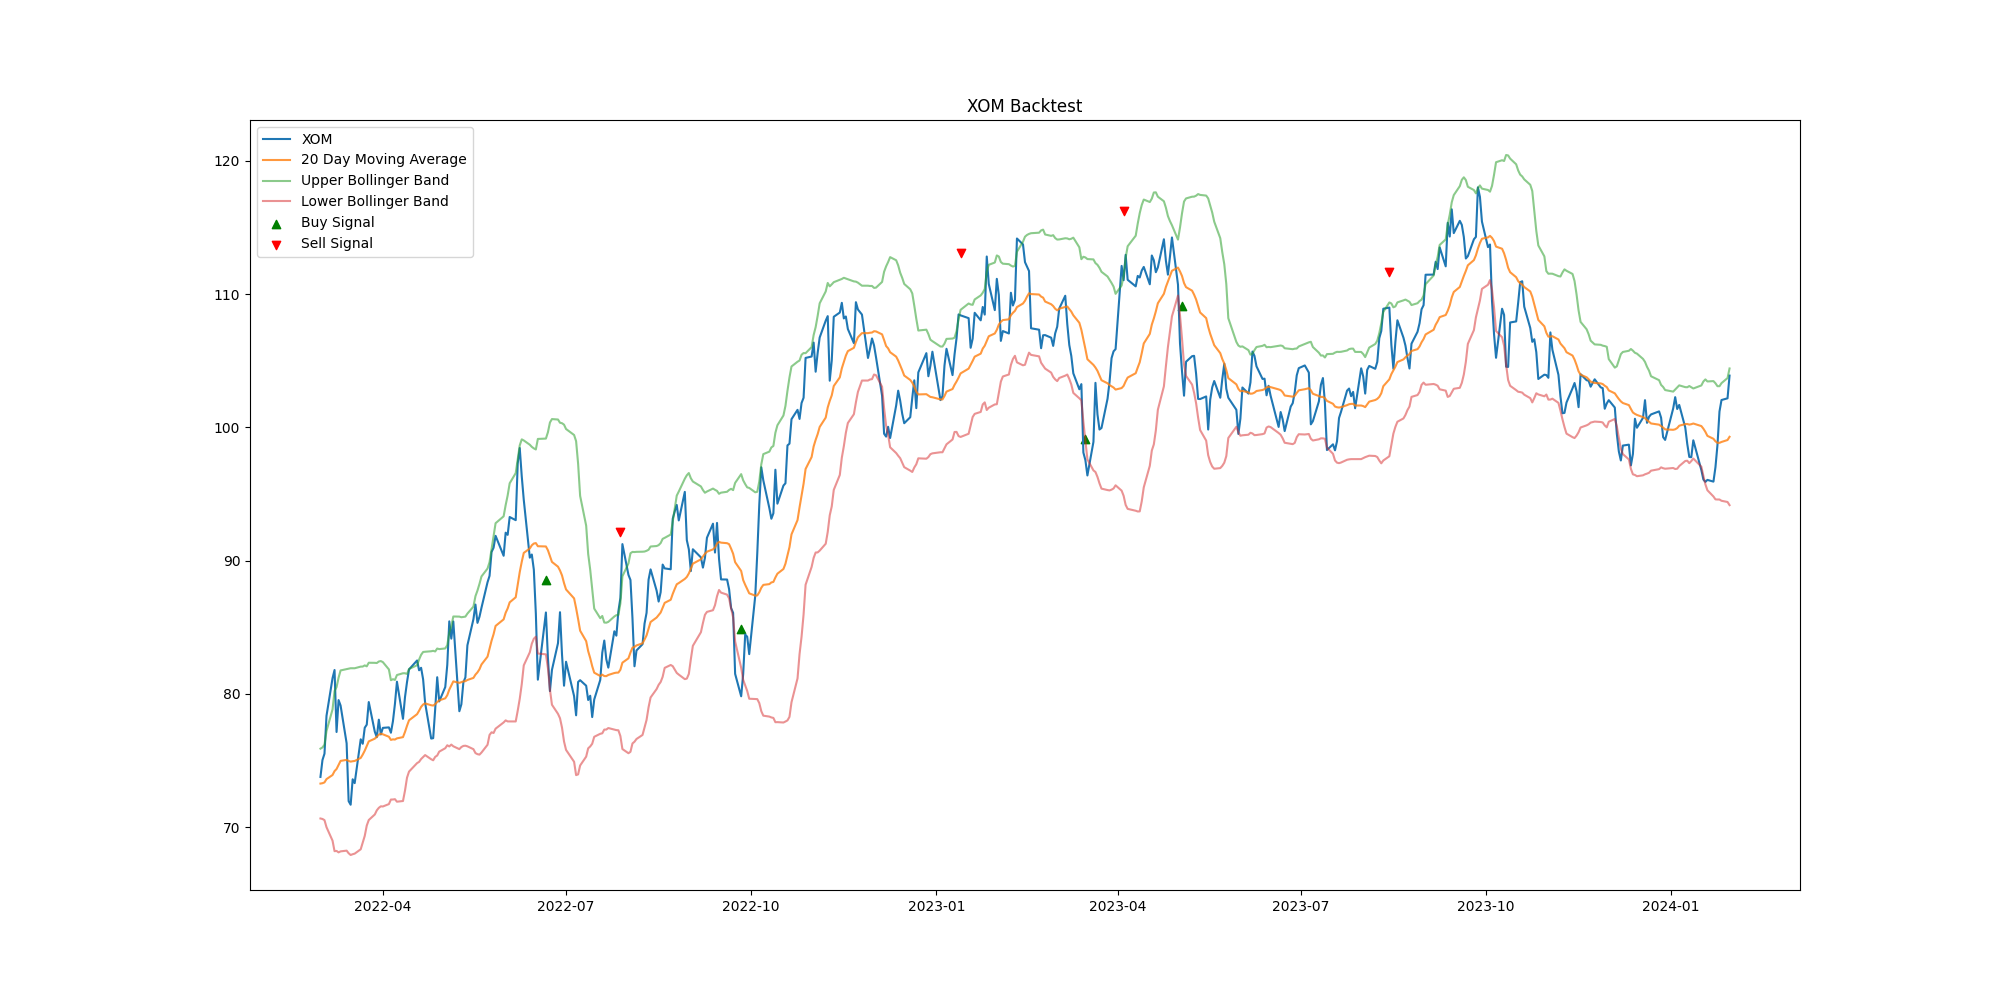 XOM Backtest
XOM
20 Day Moving Average
Upper Bollinger Band
Lower Bollinger Band
Buy Signal
Sell Signal
120
110
100
90
80
70
2022-04
2022-07
2022-10
2023-01
2023-04
2023-07
2023-10
2024-01